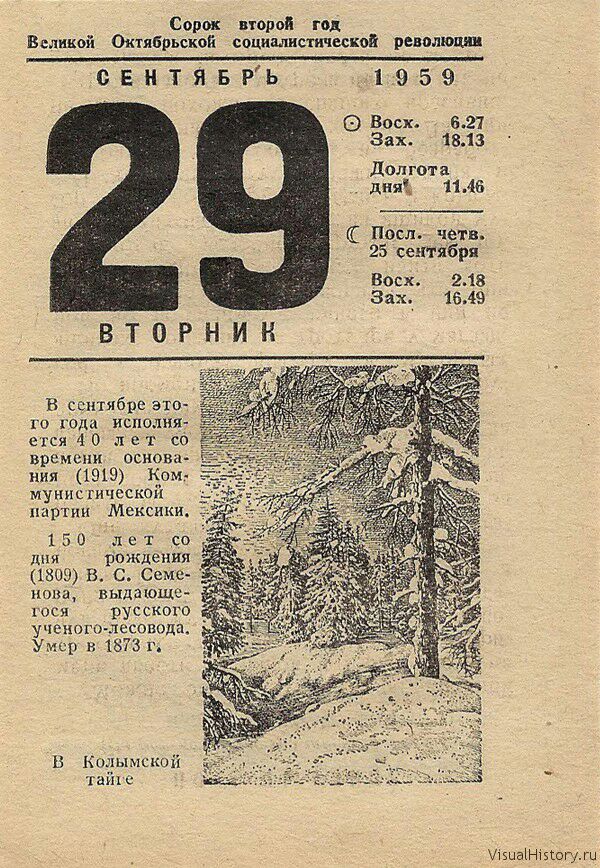 Сорок второй год
Великой Октябрьской социалистической революции
СЕНТЯБРЬ 1959
29
Восх. 6.27
Зах. 18.13
Долгота
дня 11.46
Посл. четв.
25 сентября
Восх. 2.18
Зах. 16.49
ВТОРНИК
В сентябре это-
го года исполня-
ется 40 лет со
времени основа-
ния (1919) Ком-
мунистической
партии Мексики.
150 лет со
дня рождения
(1809) В. С. Семе-
нова, выдающе-
гося русского
ученого-лесовода.
Умер в 1873 г.
В Колымской
тайге
VisualHistory.ru